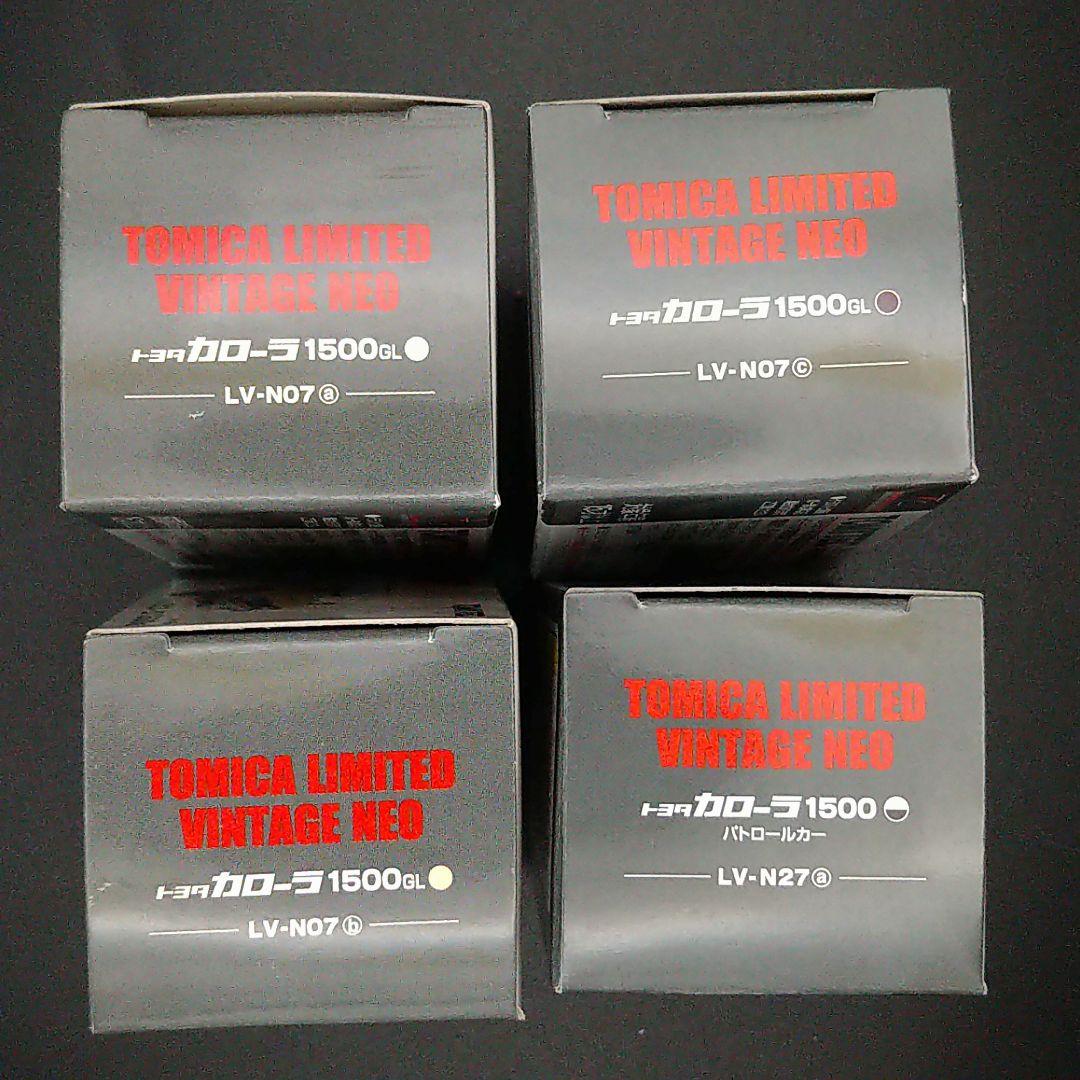 TOMICA LIMITED
VINTAGE NEO
トヨタカローラ1500GL
LV-N07ⓐ
TOMICA LIMITED
VINTAGE NEO
トヨタカローラ1500GL
LV-N07ⓒ
TOMICA LIMITED
VINTAGE NEO
トヨタカローラ1500GL
LV-N07ⓑ
TOMICA LIMITED
VINTAGE NEO
トヨタカローラ1500
パトロールカー
LV-N27ⓐ